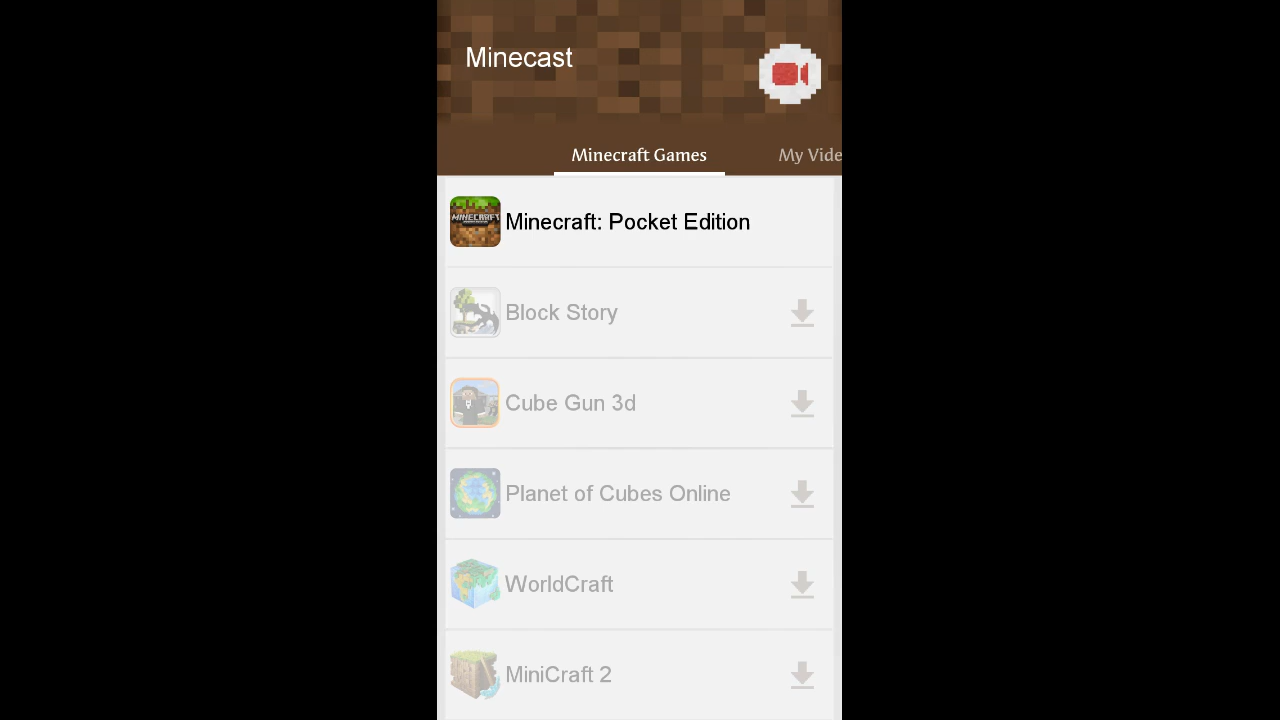 Minecast
Minecraft Games
My Vide
MINECRAFT
Minecraft: Pocket Edition
Block Story
Cube Gun 3d
Planet of Cubes Online
WorldCraft
MiniCraft 2